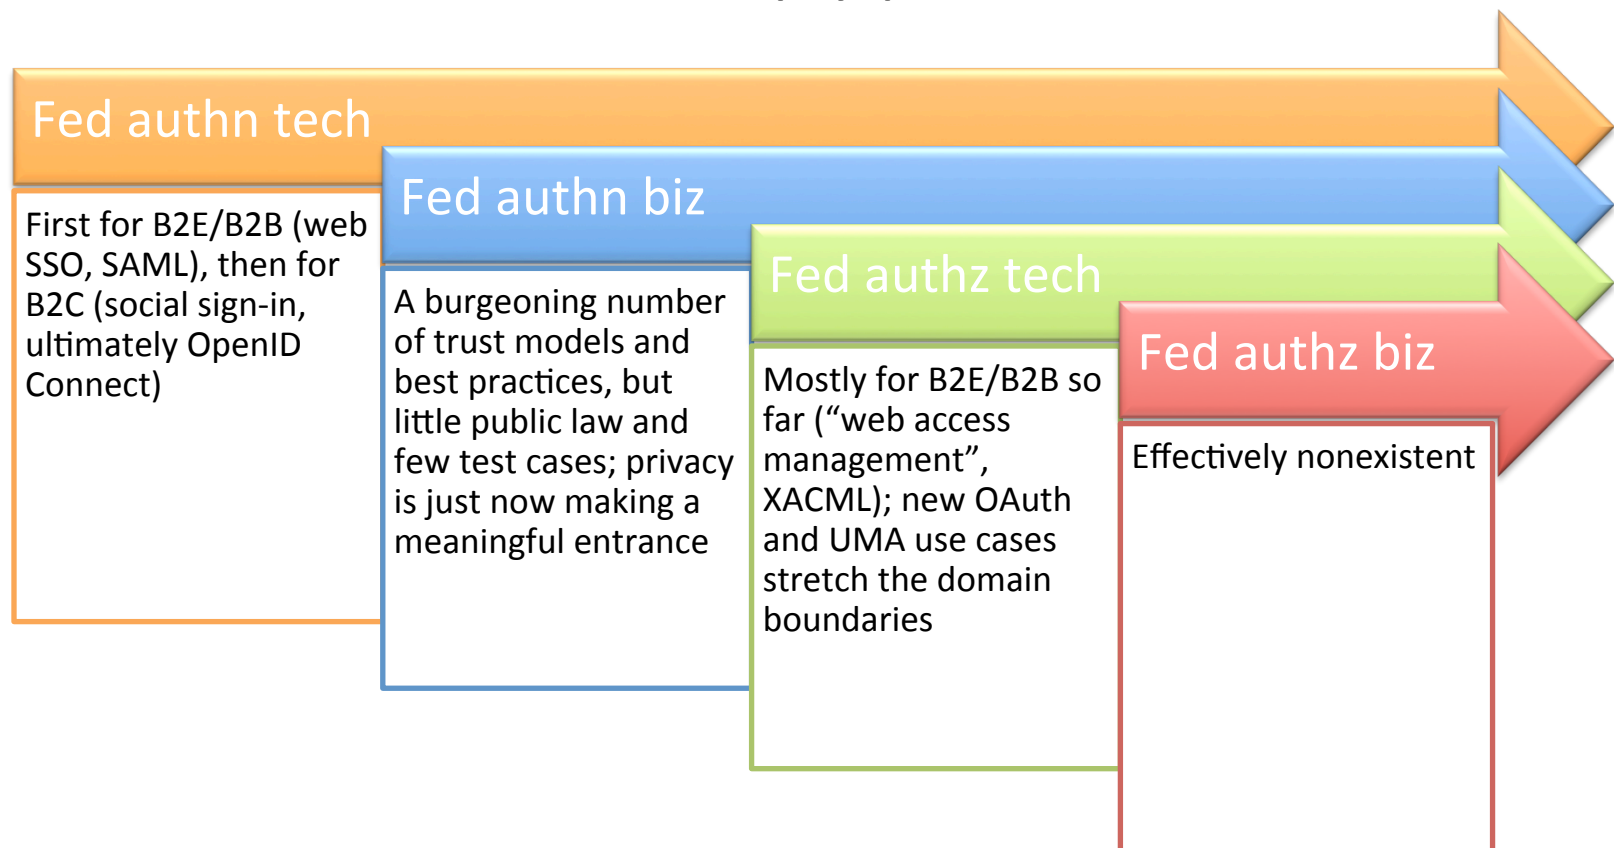 Fed authn tech
First for B2E/B2B (web
SSO, SAML), then for
B2C (social sign-in,
ultimately OpenID
Connect)
Fed authn biz
A burgeoning number
of trust models and
best practices, but
little public law and
few test cases; privacy
is just now making a
meaningful entrance
Fed authz tech
Mostly for B2E/B2B so
far (“web access
management”,
XACML); new OAuth
and UMA use cases
stretch the domain
boundaries
Fed authz biz
Effectively nonexistent